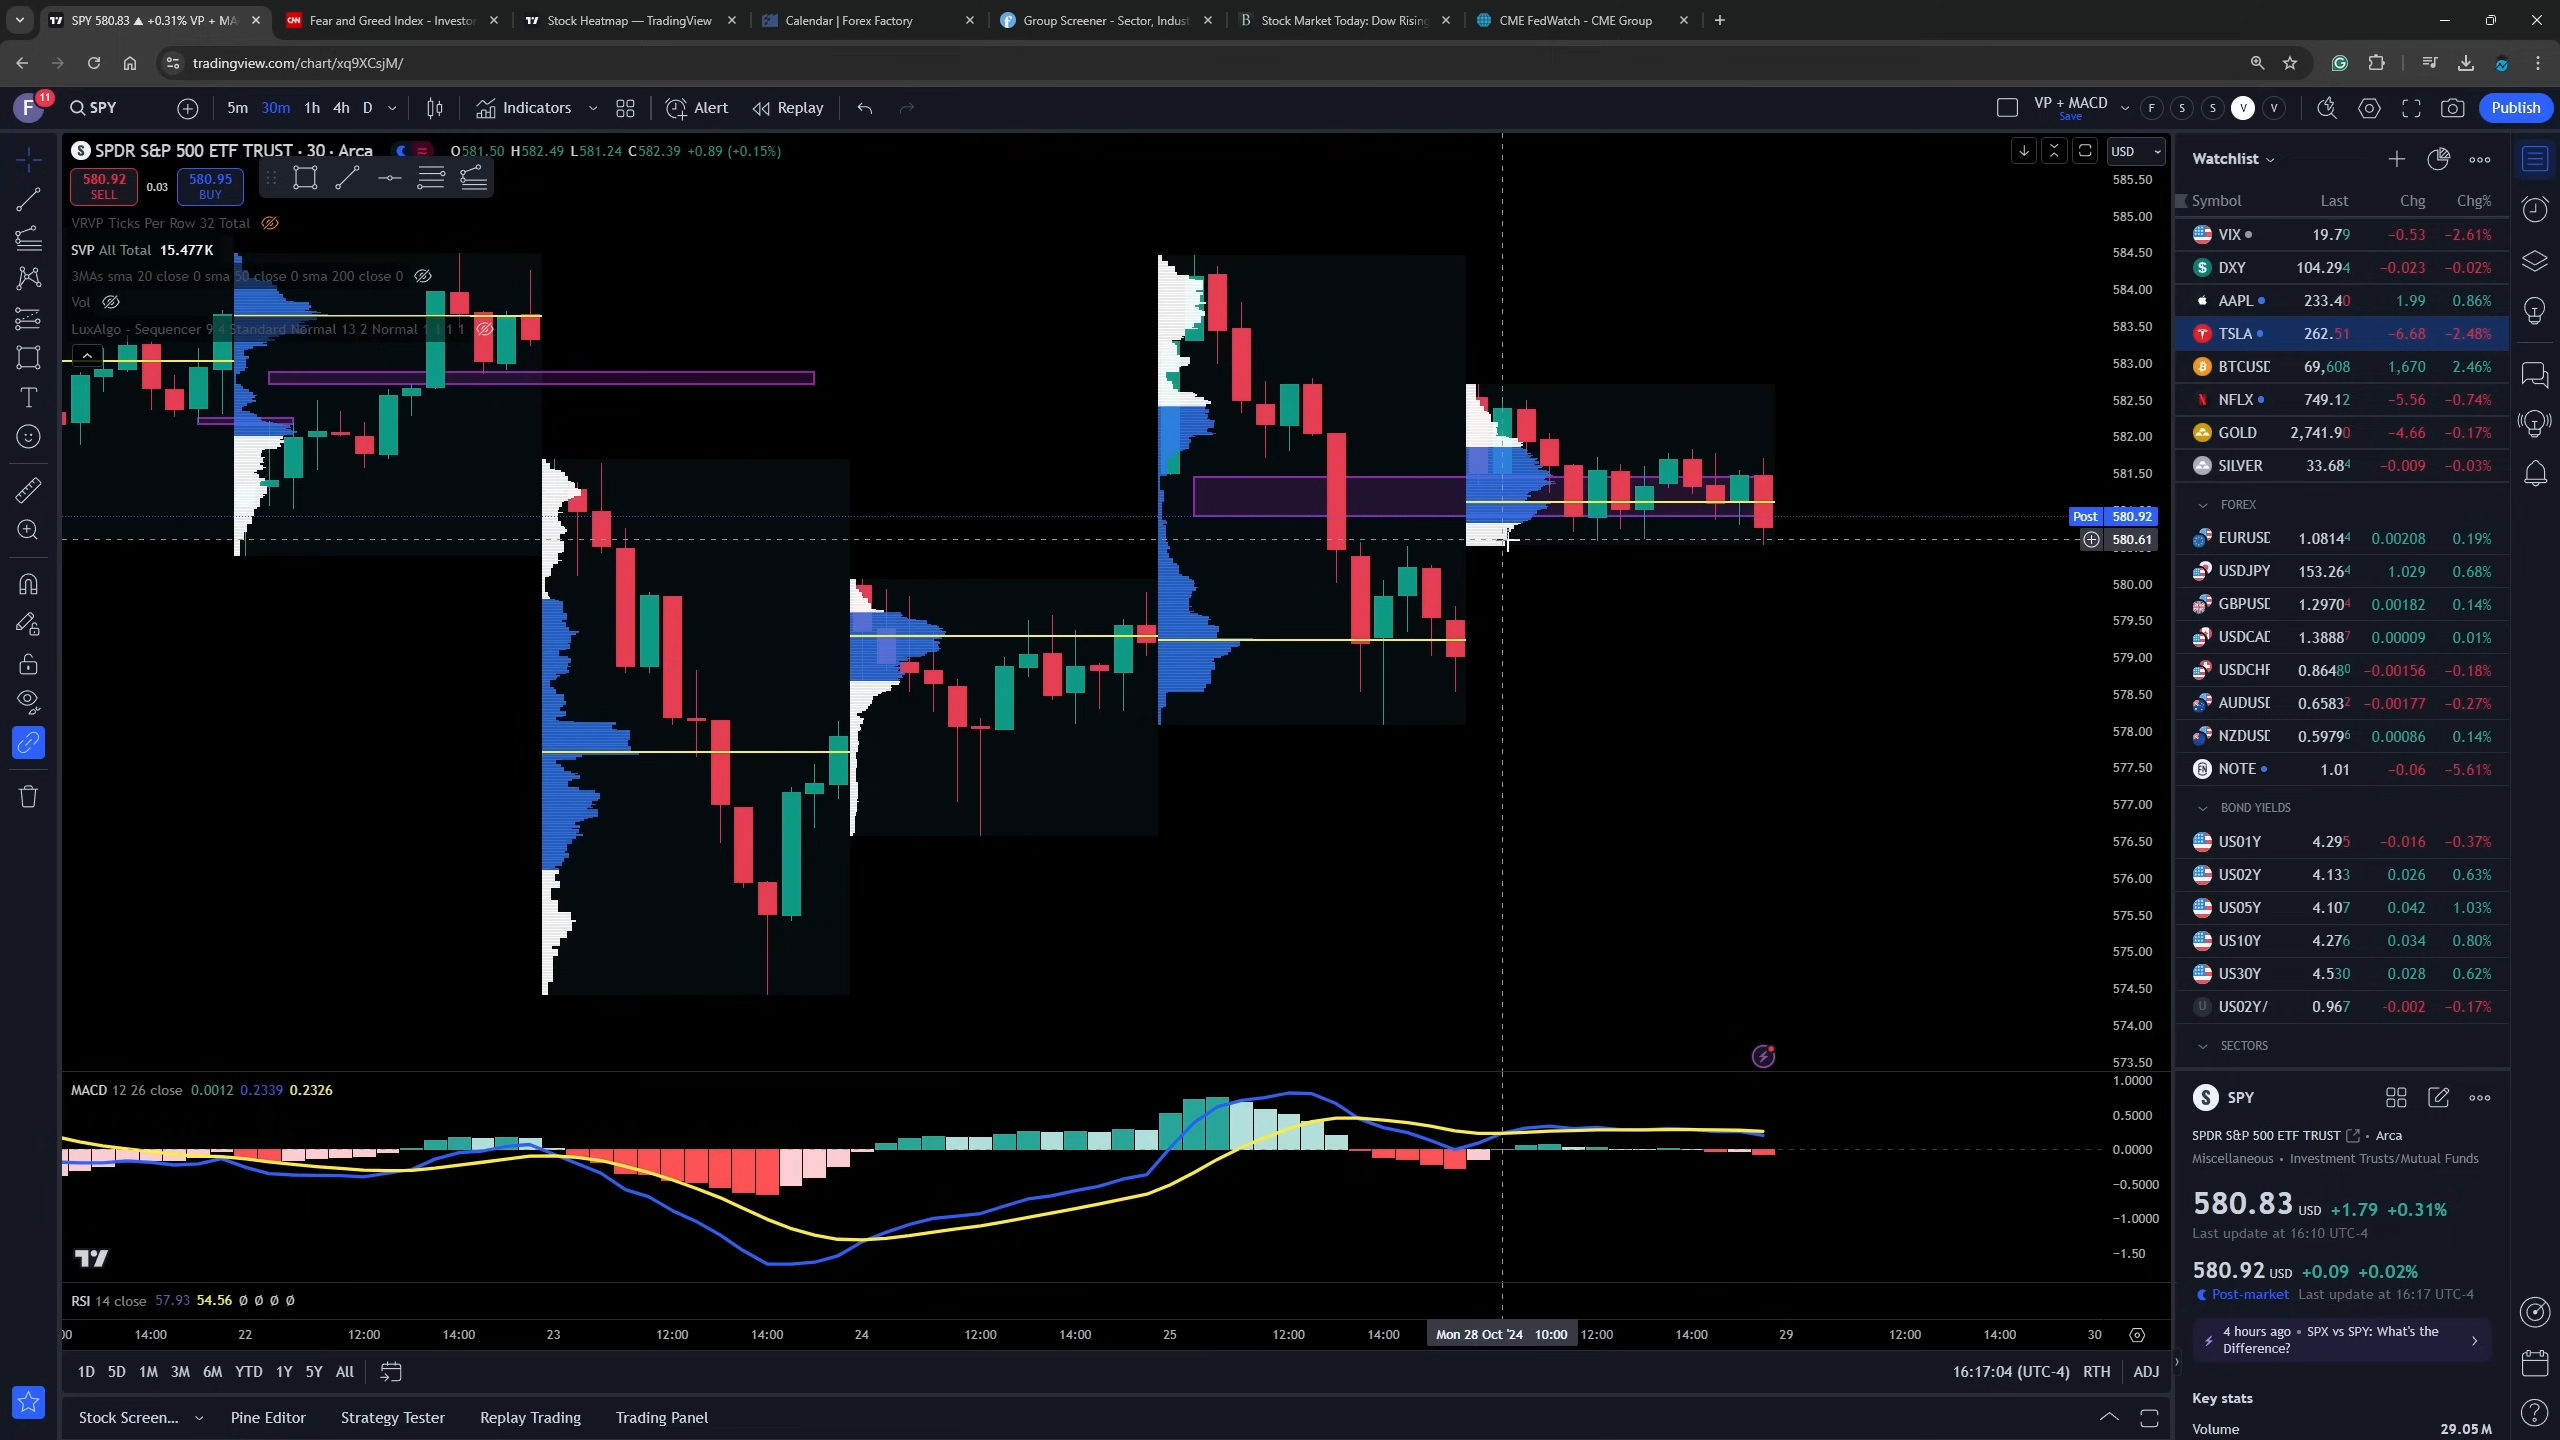 SPY 580.83 ▲ +0.31% VP + MA
Fear and Greed Index - Investor
Stock Heatmap — TradingView
Calendar | Forex Factory
Group Screener - Sector, Indust
Stock Market Today: Dow Rising
CME FedWatch - CME Group
tradingview.com/chart/xq9XCsjM/
F 11 SPY 5m 30m 1h 4h D Indicators Alert Replay VP + MACD Save F S S V V Publish
SPDR S&P 500 ETF TRUST · 30 · Arca O581.50 H582.49 L581.24 C582.39 +0.89 (+0.15%)
580.92 SELL 0.03 580.95 BUY
VRVP Ticks Per Row 32 Total
SVP All Total 15.477K
3MAs sma 20 close 0 sma 50 close 0 sma 200 close 0
Vol
LuxAlgo - Sequencer 9 4 Standard Normal 13 2 Normal 1 1 1 1
USD
585.50
585.00
584.50
584.00
583.50
583.00
582.50
582.00
581.50
Post 580.92
580.61
580.00
579.50
579.00
578.50
578.00
577.50
577.00
576.50
576.00
575.50
575.00
574.50
574.00
573.50
MACD 12 26 close 0.0012 0.2339 0.2326
1.0000
0.5000
0.0000
−0.5000
−1.0000
−1.50
RSI 14 close 57.93 54.56 Ø Ø Ø Ø
14:00 22 12:00 14:00 23 12:00 14:00 24 12:00 14:00 25 12:00 14:00 Mon 28 Oct '24 10:00 12:00 14:00 29 12:00 14:00 30
1D 5D 1M 3M 6M YTD 1Y 5Y All 16:17:04 (UTC-4) RTH ADJ
Stock Screen... Pine Editor Strategy Tester Replay Trading Trading Panel
Watchlist
Symbol Last Chg Chg%
VIX 19.79 −0.53 −2.61%
DXY 104.294 −0.023 −0.02%
AAPL 233.40 1.99 0.86%
TSLA 262.51 −6.68 −2.48%
BTCUSD 69,608 1,670 2.46%
NFLX 749.12 −5.56 −0.74%
GOLD 2,741.90 −4.66 −0.17%
SILVER 33.684 −0.009 −0.03%
FOREX
EURUSD 1.08144 0.00208 0.19%
USDJPY 153.264 1.029 0.68%
GBPUSD 1.29704 0.00182 0.14%
USDCAD 1.38887 0.00009 0.01%
USDCHF 0.86480 −0.00156 −0.18%
AUDUSD 0.65832 −0.00177 −0.27%
NZDUSD 0.59796 0.00086 0.14%
NOTE 1.01 −0.06 −5.61%
BOND YIELDS
US01Y 4.295 −0.016 −0.37%
US02Y 4.133 0.026 0.63%
US05Y 4.107 0.042 1.03%
US10Y 4.276 0.034 0.80%
US30Y 4.530 0.028 0.62%
US02Y/ 0.967 −0.002 −0.17%
SECTORS
SPY
SPDR S&P 500 ETF TRUST • Arca
Miscellaneous • Investment Trusts/Mutual Funds
580.83 USD +1.79 +0.31%
Last update at 16:10 UTC-4
580.92 USD +0.09 +0.02%
Post-market Last update at 16:17 UTC-4
4 hours ago • SPX vs SPY: What's the
Difference?
Key stats
Volume 29.05 M